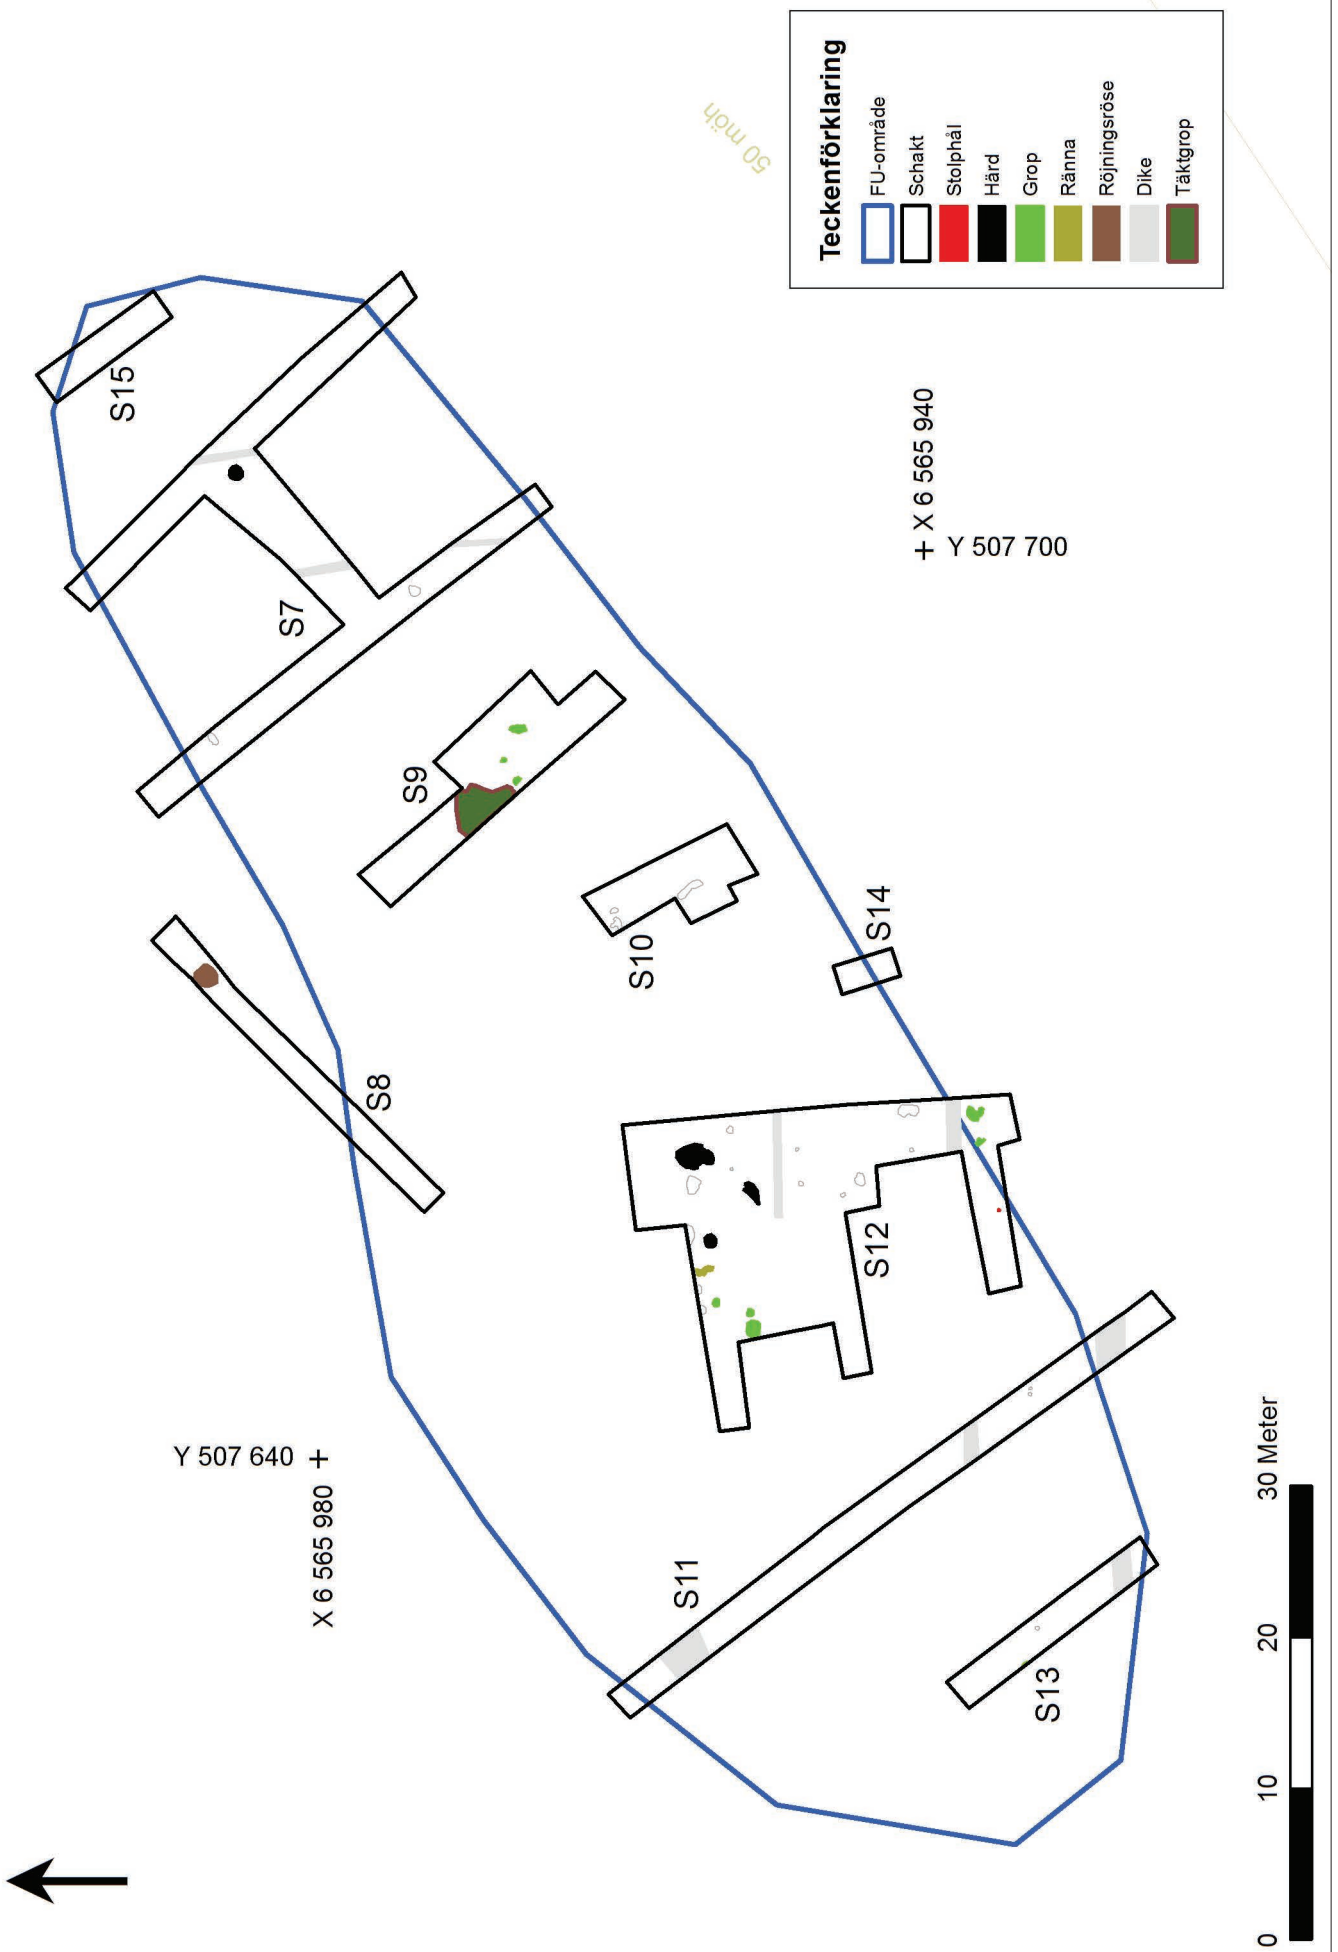 S15
S7
S9
S8
S10
S14
S12
S11
S13
50 möh
Y 507 640 +
X 6 565 980
+ X 6 565 940
Y 507 700
Teckenförklaring
FU-område
Schakt
Stolphål
Härd
Grop
Ränna
Röjningsröse
Dike
Täktgrop
0 10 20 30 Meter